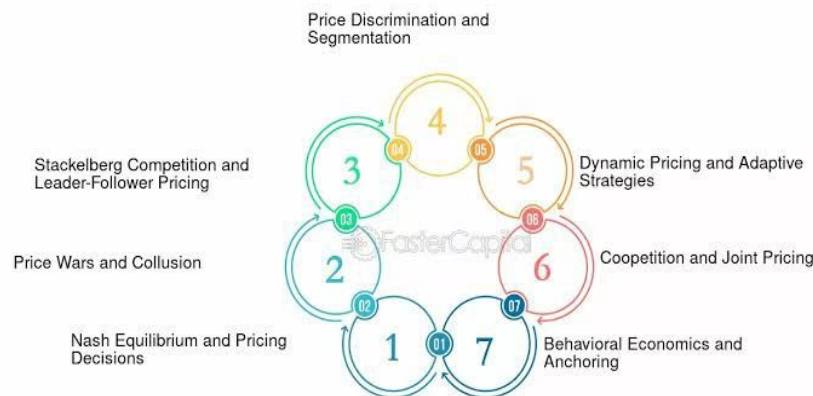 Price Discrimination and
Segmentation
4
04
05
3
5
Stackelberg Competition and
Leader-Follower Pricing
Dynamic Pricing and Adaptive
Strategies
03
06
FasterCapital
Price Wars and Collusion
2
6
Coopetition and Joint Pricing
02
07
Nash Equilibrium and Pricing
Decisions
1
01
7
Behavioral Economics and
Anchoring